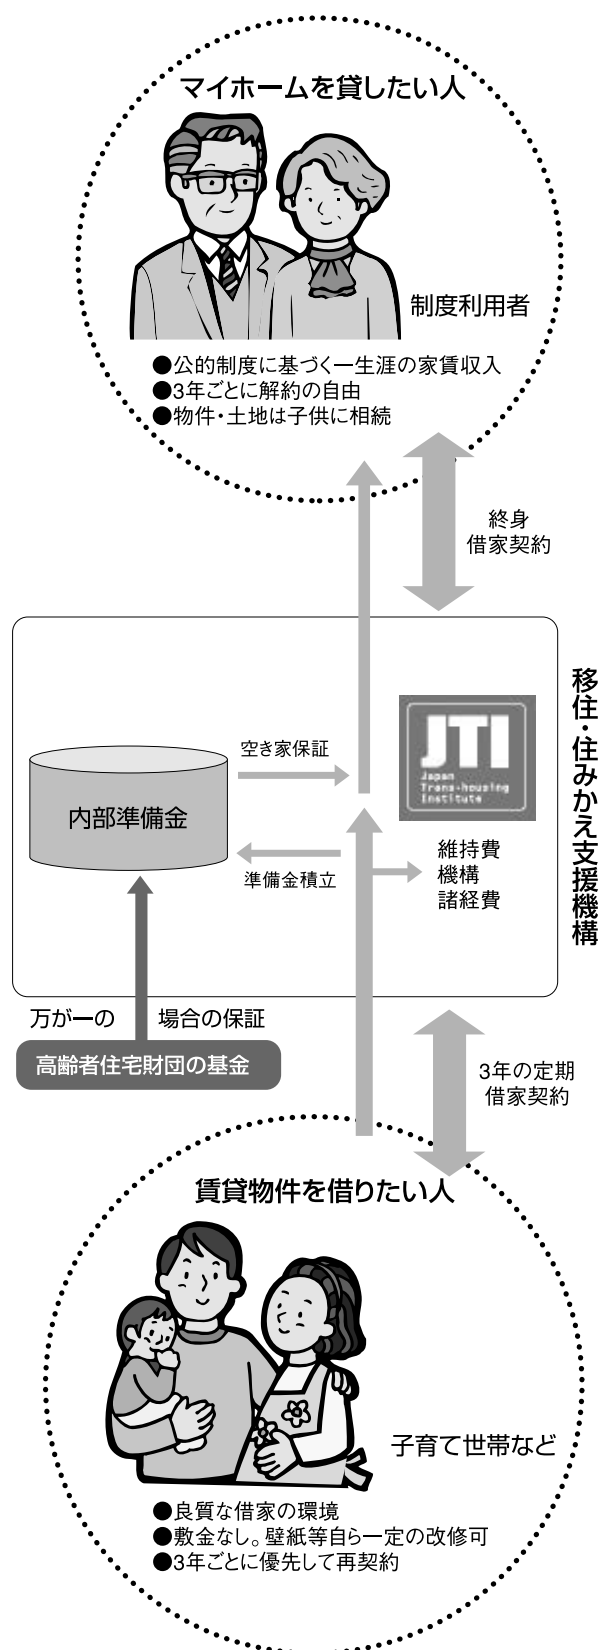 マイホームを貸したい人
制度利用者
●公的制度に基づく一生涯の家賃収入
●3年ごとに解約の自由
●物件・土地は子供に相続
終身
借家契約
移住・住みかえ支援機構
JTI
Japan
Trans-housing
Institute
空き家保証
内部準備金
準備金積立
維持費
機構
諸経費
万が一の 場合の保証
高齢者住宅財団の基金
3年の定期
借家契約
賃貸物件を借りたい人
子育て世帯など
●良質な借家の環境
●敷金なし。壁紙等自ら一定の改修可
●3年ごとに優先して再契約